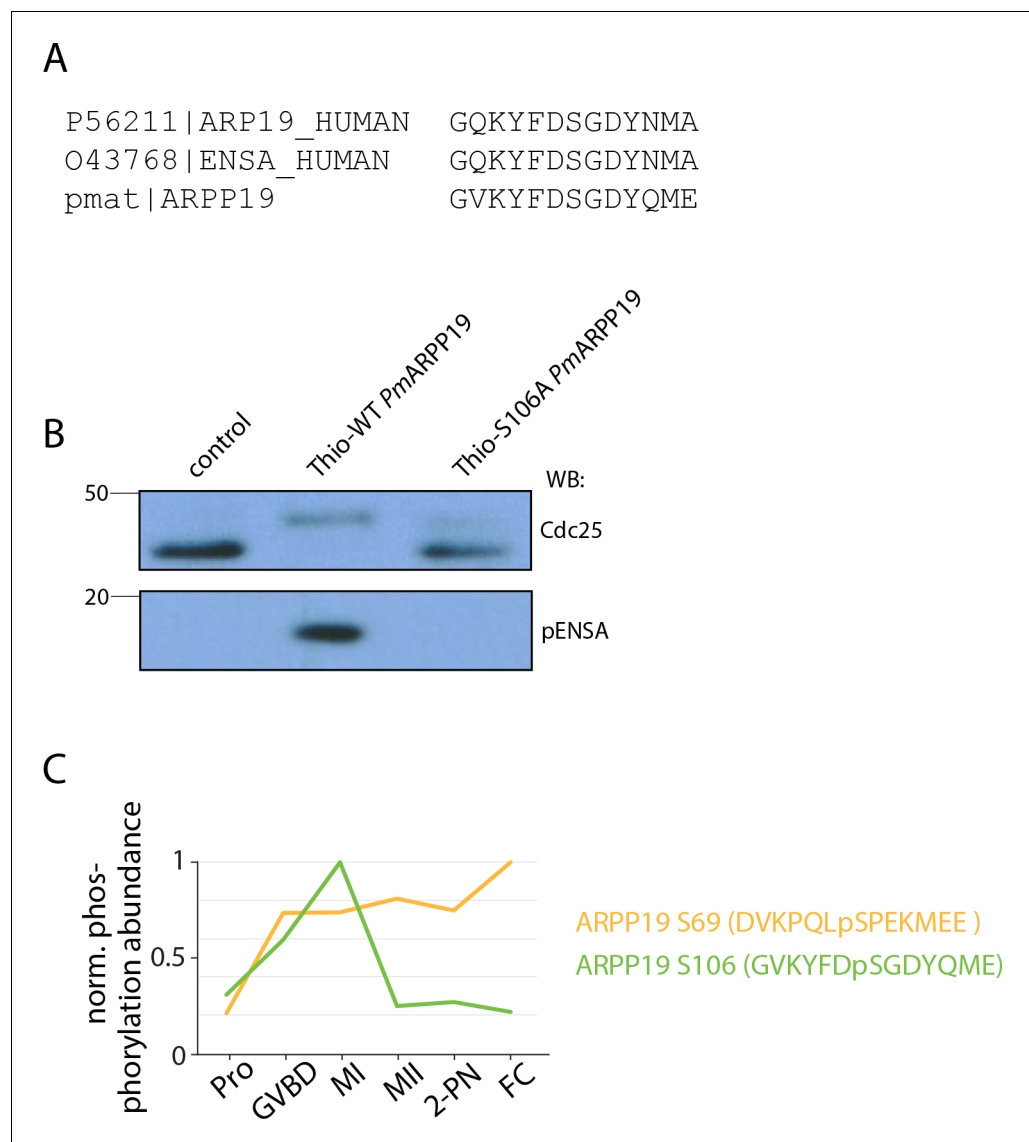 A
P56211|ARP19_HUMAN GQKYFDSGDYNMA
O43768|ENSA_HUMAN GQKYFDSGDYNMA
pmat|ARPP19 GVKYFDSGDYQME
B
control
Thio-WT PmARPP19
Thio-S106A PmARPP19
WB:
50
Cdc25
20
pENSA
C
norm. phos-
phorylation abundance
1
0.5
0
Pro
GVBD
MI
MII
2-PN
FC
ARPP19 S69 (DVKPQLpSPEKMEE )
ARPP19 S106 (GVKYFDpSGDYQME)